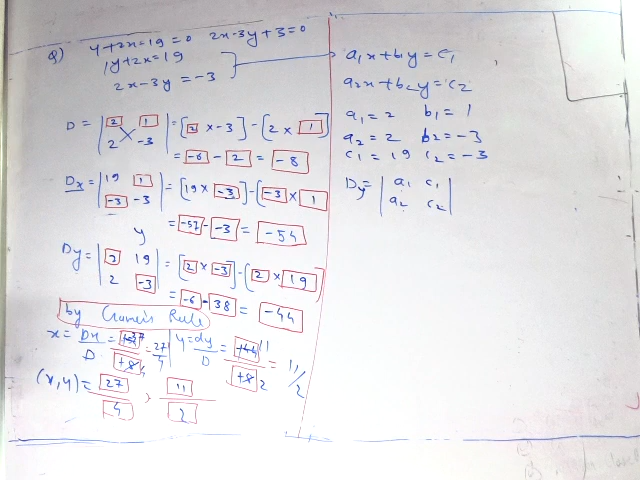 Q) y+2x=19=0 2x-3y+3=0
1y+2x=19
2x-3y=-3
D = | 2 1 | = [2 x -3] - [2 x 1]
2 -3
= -6 - 2 = -8
Dx = | 19 1 | = [19 x -3] - [-3 x 1]
-3 -3
= -57 - -3 = -54
y
Dy = | 2 19 | = [2 x -3] - [2 x 19]
2 -3
= -6 - 38 = -44
by Cramer's Rule
x = Dx/D = 27/4 y = dy/D = 11/2 = 11/2
(x,y) = 27/4 , 11/2
a1x+b1y=c1
a2x+b2y=c2
a1=2 b1=1
a2=2 b2=-3
c1=19 c2=-3
Dy= | a1 c1 |
a2 c2